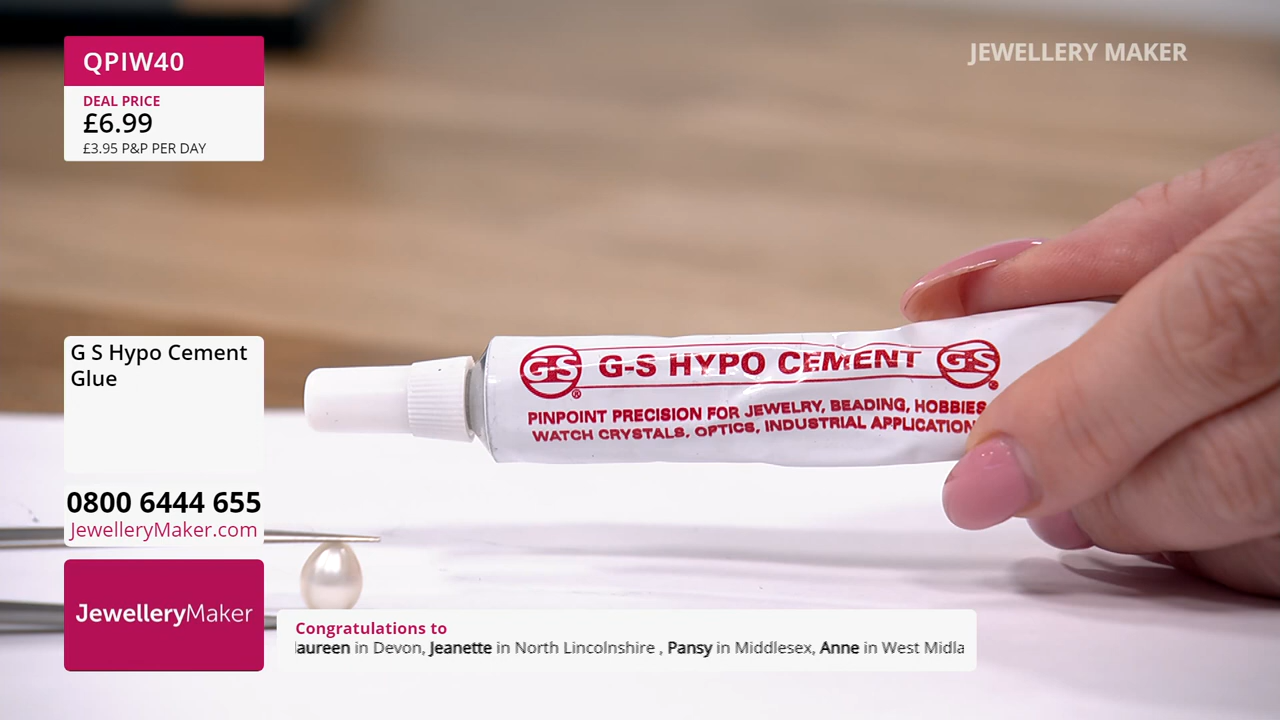 QPIW40
DEAL PRICE
£6.99
£3.95 P&P PER DAY
JEWELLERY MAKER
G-S G-S HYPO CEMENT G-S
®
®
PINPOINT PRECISION FOR JEWELRY, BEADING, HOBBIES
WATCH CRYSTALS, OPTICS, INDUSTRIAL APPLICATION
G S Hypo Cement
Glue
0800 6444 655
JewelleryMaker.com
JewelleryMaker
Congratulations to
aureen in Devon, Jeanette in North Lincolnshire , Pansy in Middlesex, Anne in West Midla